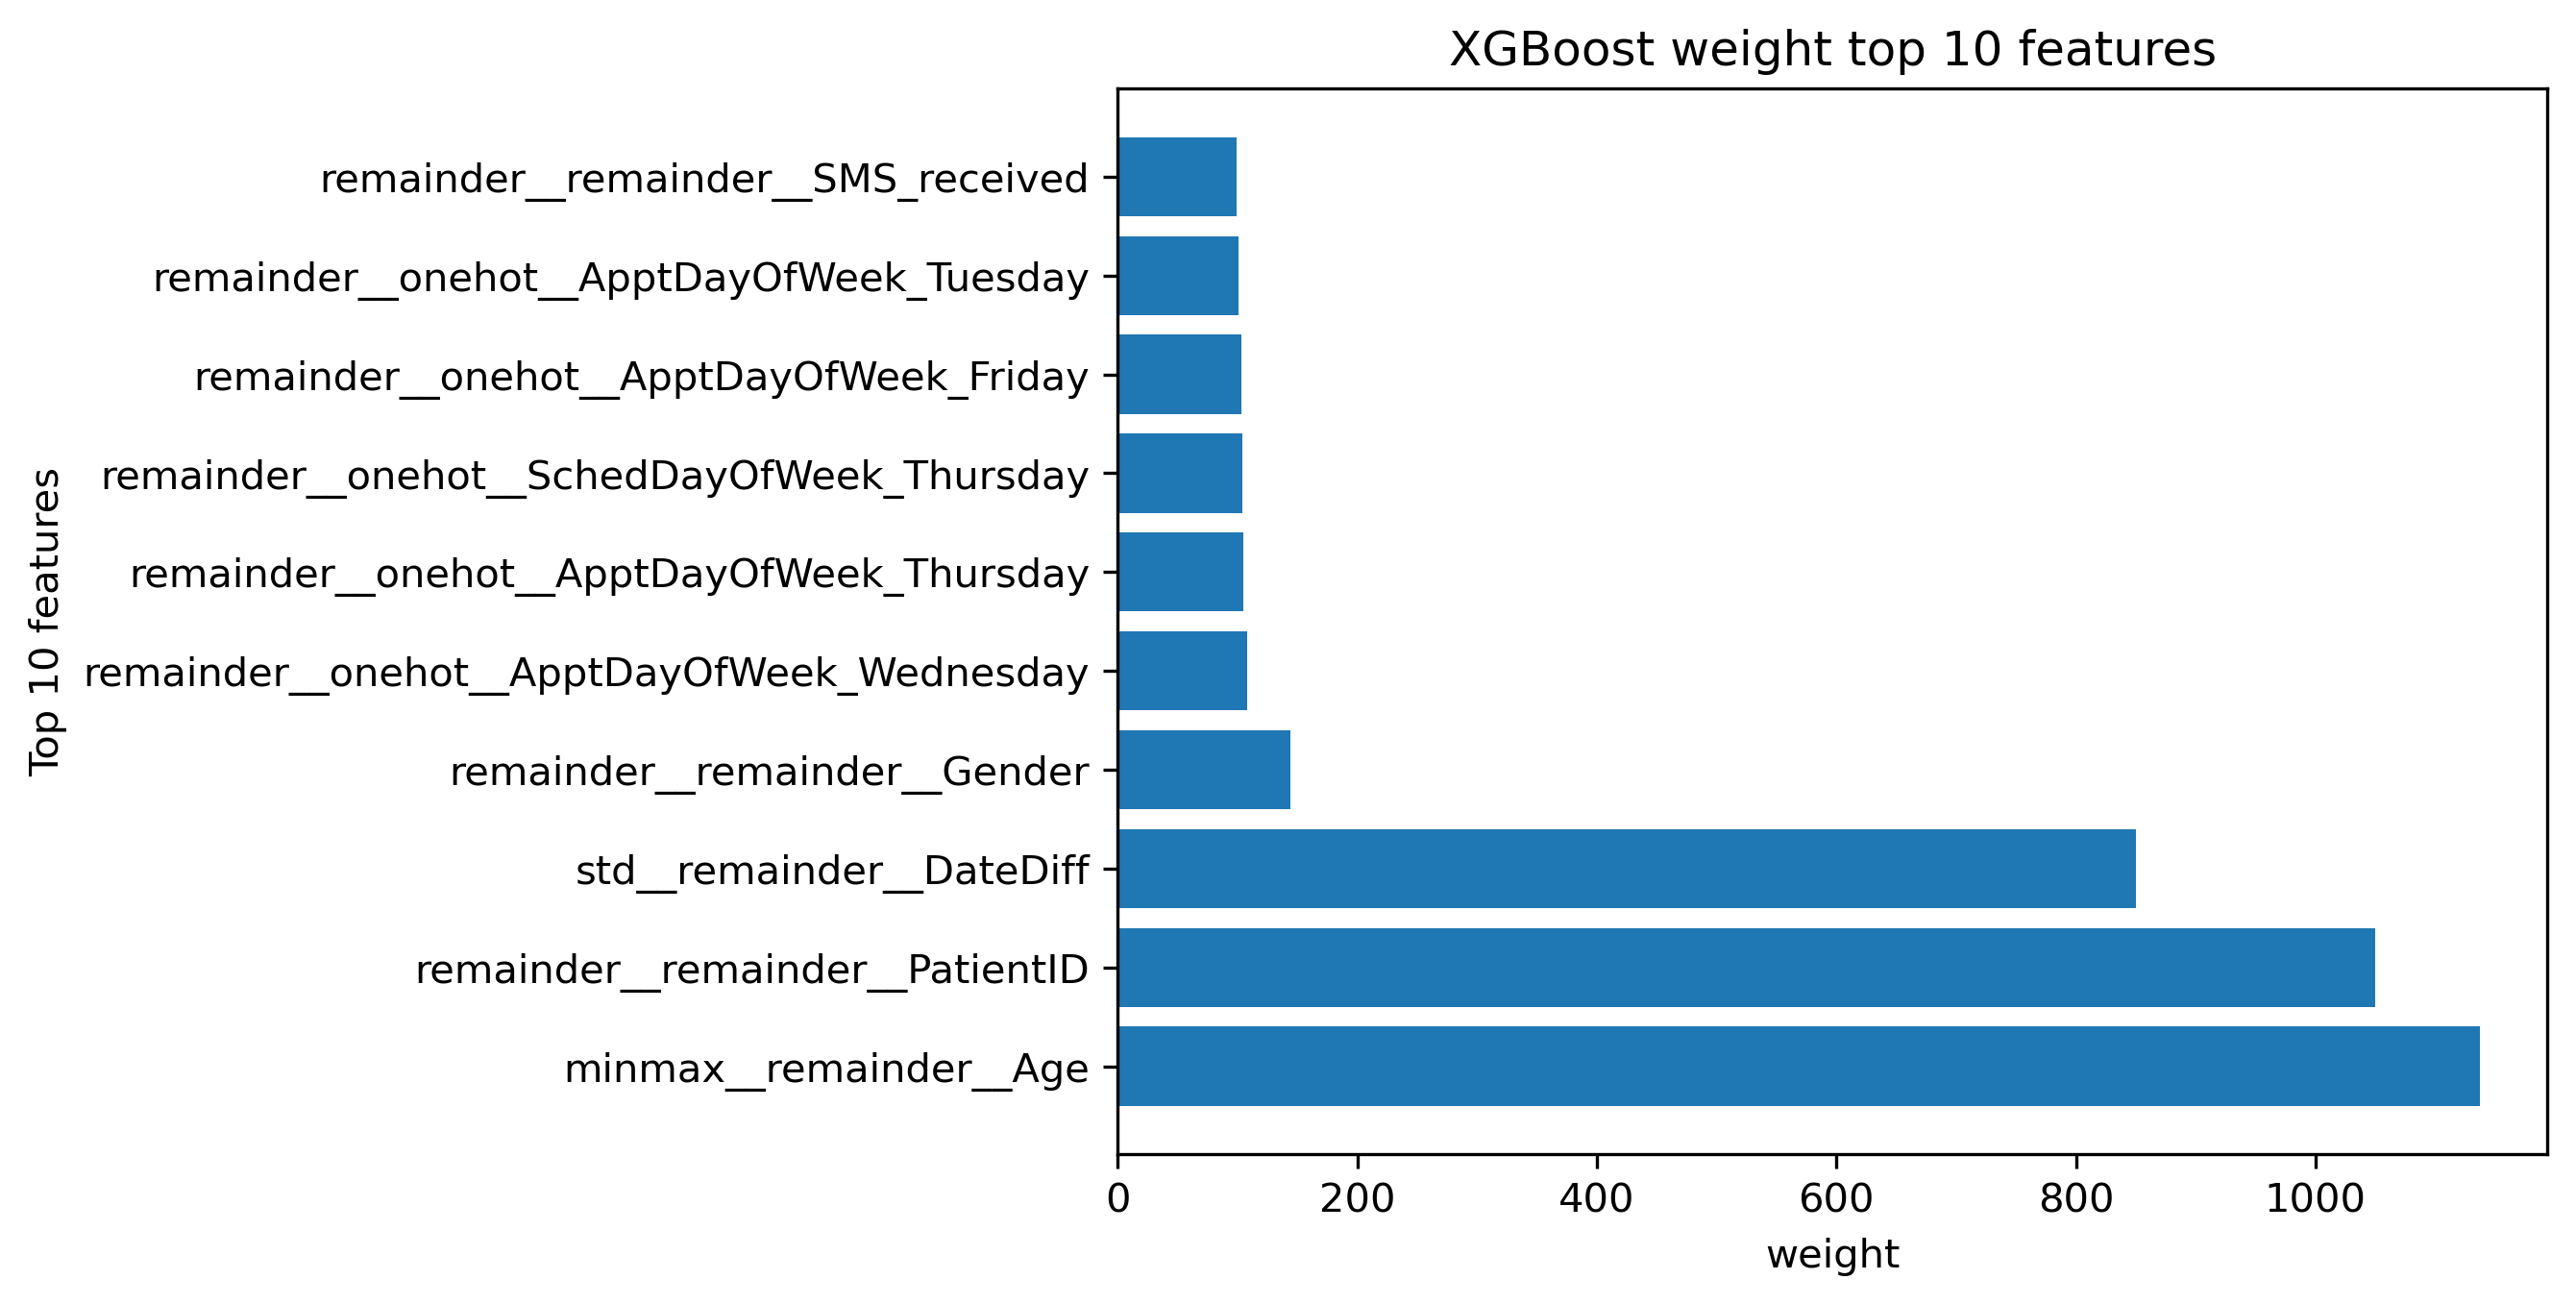 XGBoost weight top 10 features
Top 10 features
remainder__remainder__SMS_received
remainder__onehot__ApptDayOfWeek_Tuesday
remainder__onehot__ApptDayOfWeek_Friday
remainder__onehot__SchedDayOfWeek_Thursday
remainder__onehot__ApptDayOfWeek_Thursday
remainder__onehot__ApptDayOfWeek_Wednesday
remainder__remainder__Gender
std__remainder__DateDiff
remainder__remainder__PatientID
minmax__remainder__Age
0 200 400 600 800 1000
weight